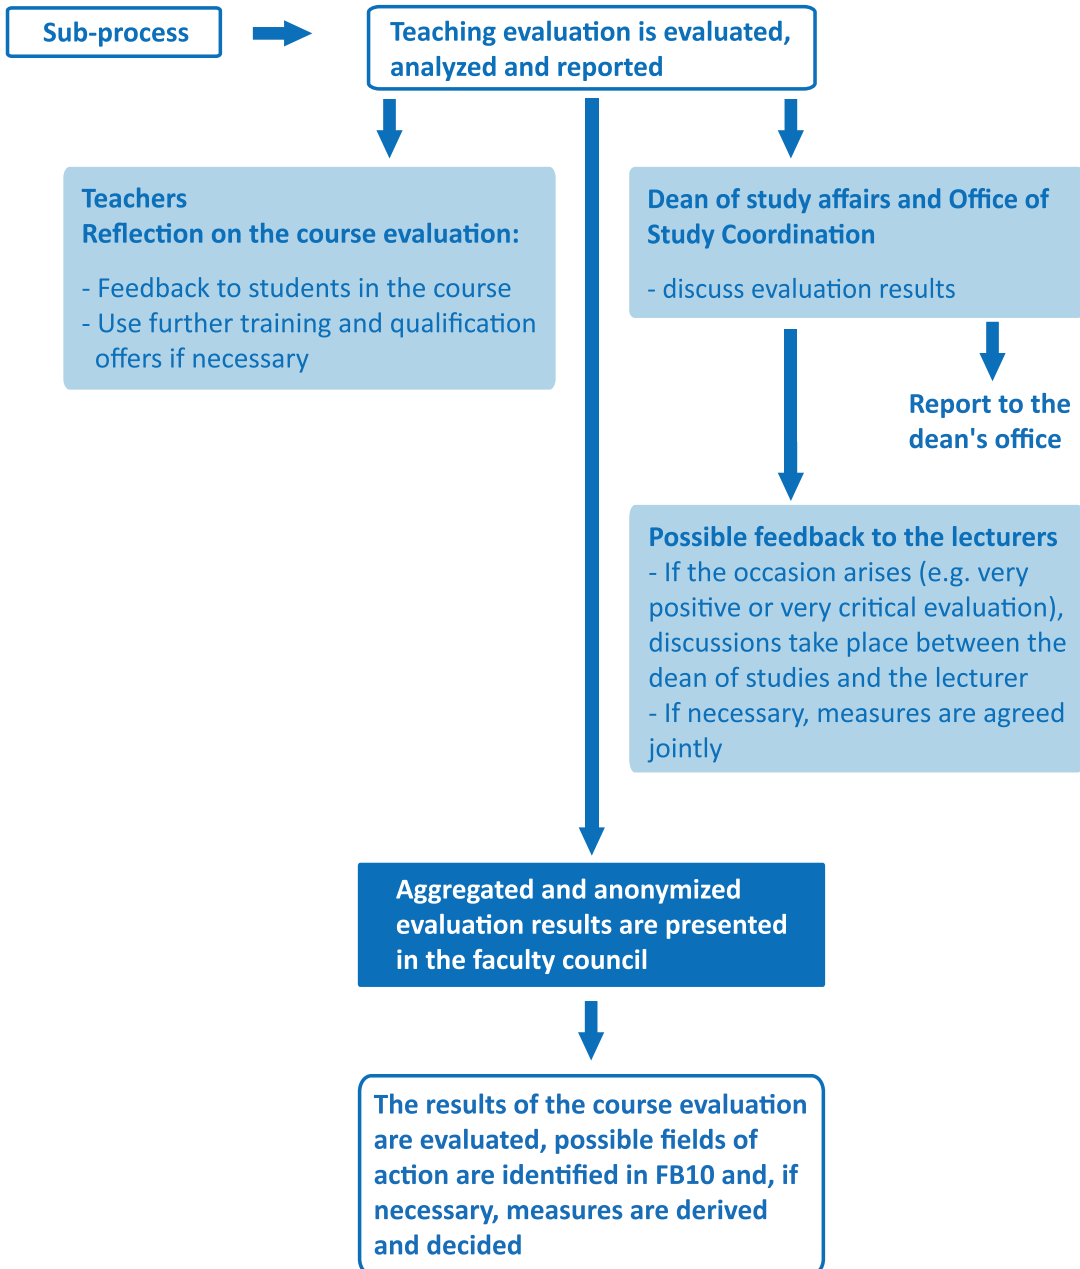 Sub-process
Teaching evaluation is evaluated,
analyzed and reported
Teachers
Reflection on the course evaluation:
- Feedback to students in the course
- Use further training and qualification
offers if necessary
Dean of study affairs and Office of
Study Coordination
- discuss evaluation results
Report to the
dean's office
Possible feedback to the lecturers
- If the occasion arises (e.g. very
positive or very critical evaluation),
discussions take place between the
dean of studies and the lecturer
- If necessary, measures are agreed
jointly
Aggregated and anonymized
evaluation results are presented
in the faculty council
The results of the course evaluation
are evaluated, possible fields of
action are identified in FB10 and, if
necessary, measures are derived
and decided